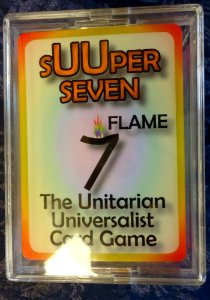 sUUPER
SEVEN
FLAME
7
The Unitarian
Universalist
Card Game